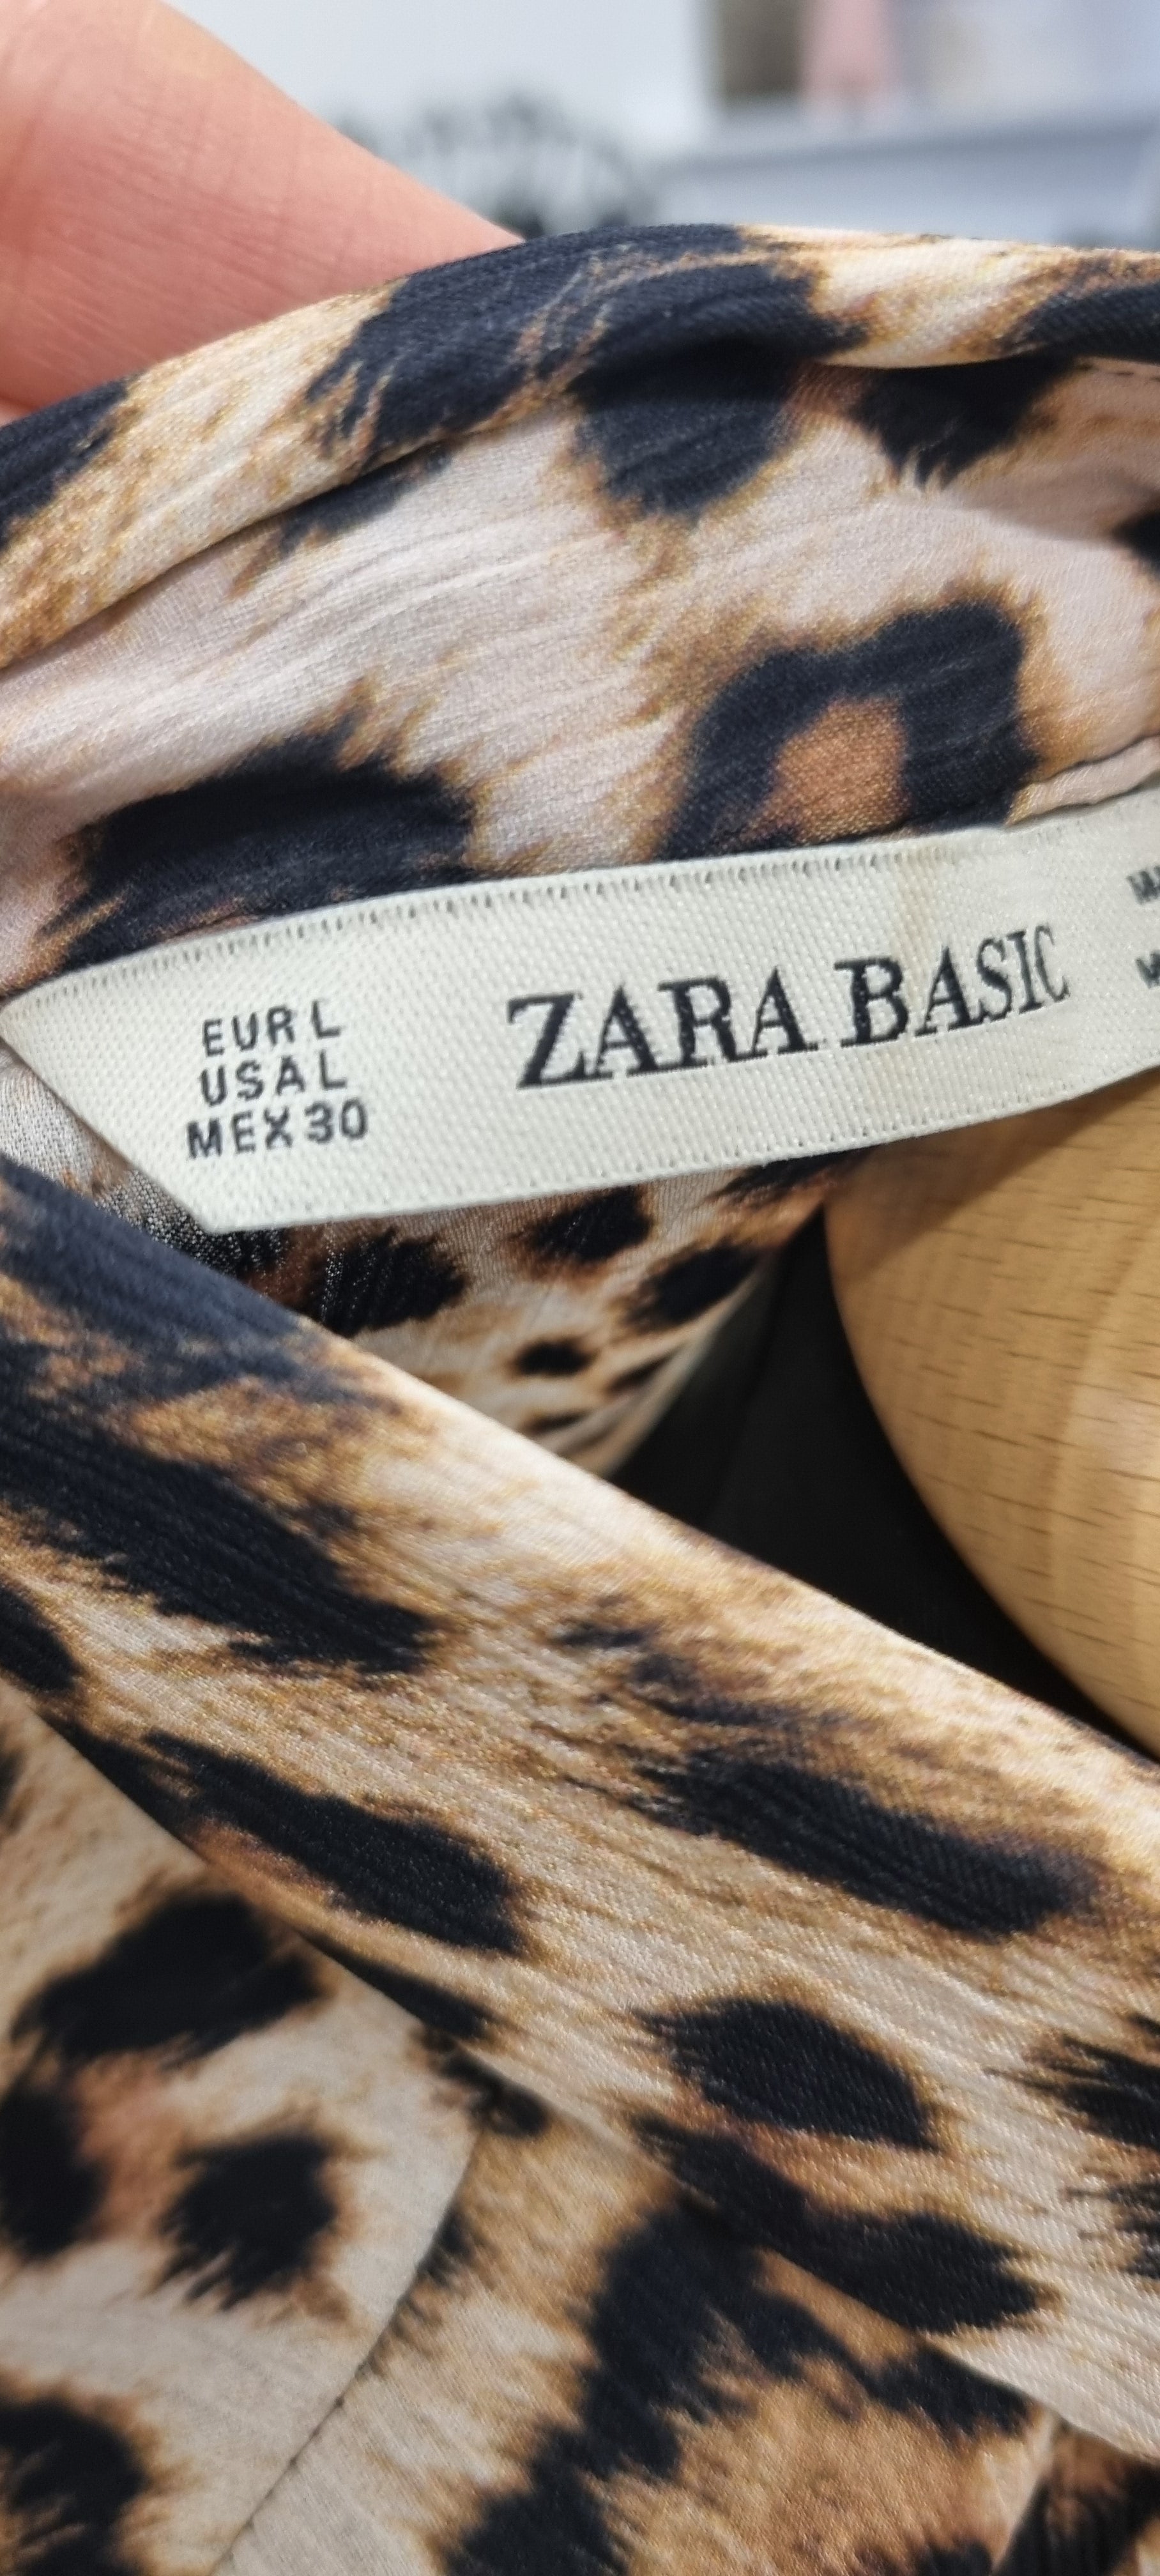 EUR L
USA L
MEX 30
ZARA BASIC